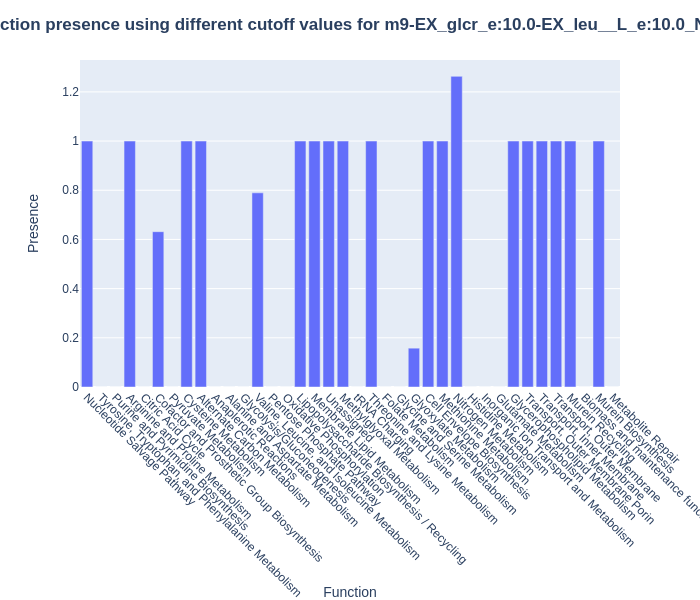 ction presence using different cutoff values for m9-EX_glcr_e:10.0-EX_leu__L_e:10.0_N
Presence
1.2
1
0.8
0.6
0.4
0.2
0
Nucleotide Salvage Pathway
Tyrosine, Tryptophan, and Phenylalanine Metabolism
Purine and Pyrimidine Biosynthesis
Arginine and Proline Metabolism
Citric Acid Cycle
Cofactor and Prosthetic Group Biosynthesis
Pyruvate Metabolism
Cysteine Metabolism
Alternate Carbon Metabolism
Anaplerotic Reactions
Alanine and Aspartate Metabolism
Glycolysis/Gluconeogenesis
Valine, Leucine, and Isoleucine Metabolism
Pentose Phosphate Pathway
Oxidative Phosphorylation
Lipopolysaccharide Biosynthesis / Recycling
Membrane Lipid Metabolism
Unassigned
Methylglyoxal Metabolism
tRNA Charging
Threonine and Lysine Metabolism
Folate Metabolism
Glycine and Serine Metabolism
Glyoxylate Metabolism
Cell Envelope Biosynthesis
Methionine Metabolism
Nitrogen Metabolism
Histidine Metabolism
Inorganic Ion Transport and Metabolism
Glutamate Metabolism
Glycerophospholipid Metabolism
Transport, Outer Membrane Porin
Transport, Inner Membrane
Transport, Outer Membrane
Murein Recycling
Biomass and maintenance func
Murein Biosynthesis
Metabolite Repair
Function